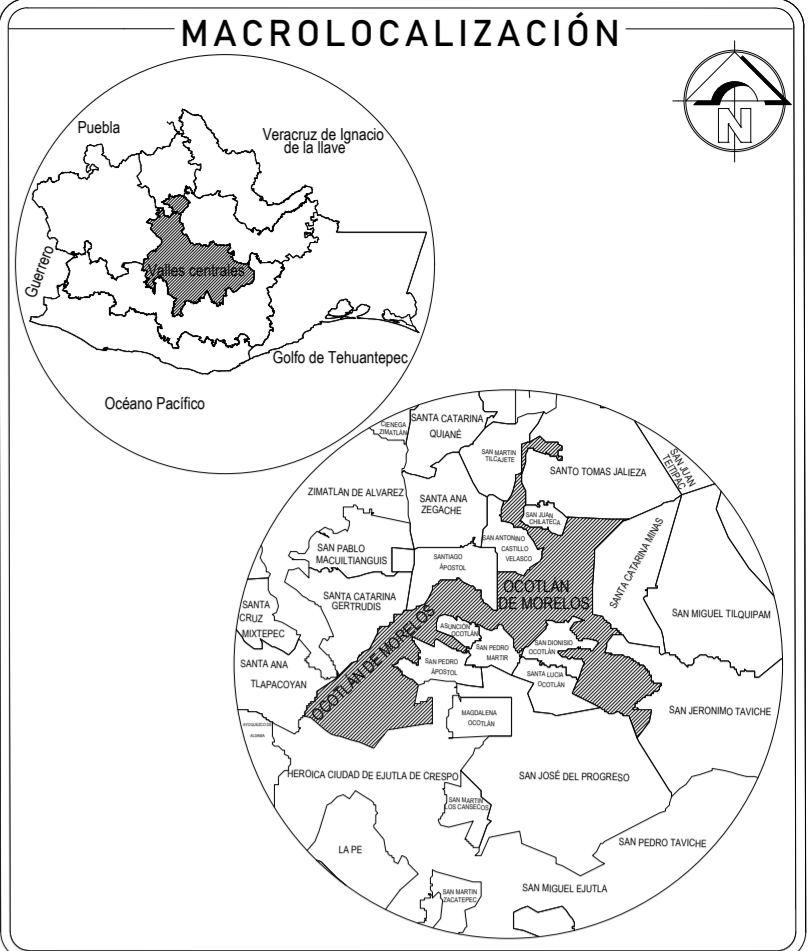 MACROLOCALIZACIÓN
N
Puebla
Veracruz de Ignacio
de la llave
Guerrero
Valles centrales
Golfo de Tehuantepec
Océano Pacífico
CIENEGA
ZIMATLÁN
SANTA CATARINA
QUIANÉ
SAN MARTIN
TILCAJETE
SANTO TOMAS JALIEZA
SAN JUAN
TEITIPAC
ZIMATLAN DE ALVAREZ
SANTA ANA
ZEGACHE
SAN JUAN
CHILATECA
SAN ANTONINO
CASTILLO
VELASCO
SAN PABLO
MACUILTIANGUIS
SANTIAGO
ÁPOSTOL
SANTA CATARINA MINAS
SANTA CATARINA
GERTRUDIS
OCOTLÁN
DE MORELOS
SANTA
CRUZ
MIXTEPEC
SAN MIGUEL TILQUIPAM
ASUNCIÓN
OCOTLÁN
SAN PEDRO
MARTIR
SAN DIONISIO
OCOTLÁN
SANTA ANA
TLAPACOYAN
OCOTLÁN DE MORELOS
SAN PEDRO
ÁPOSTOL
SANTA LUCIA
OCOTLÁN
MAGDALENA
OCOTLÁN
SAN JERONIMO TAVICHE
HEROICA CIUDAD DE EJUTLA DE CRESPO
SAN JOSÉ DEL PROGRESO
SAN MARTIN
LOS CANSECOS
SAN PEDRO TAVICHE
LA PE
SAN MIGUEL EJUTLA
SAN MARTIN
ZACATEPEC